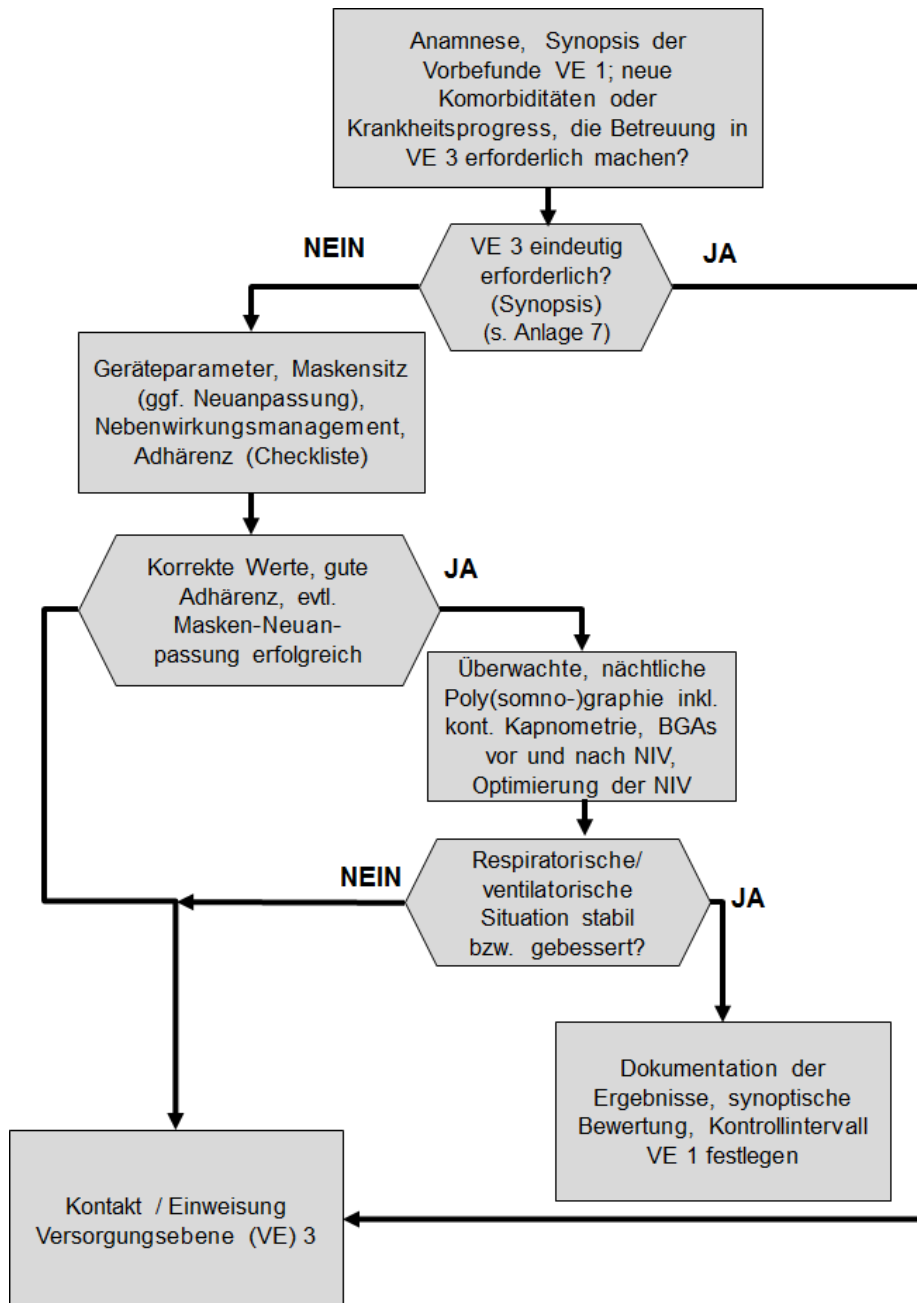 Anamnese, Synopsis der
Vorbefunde VE 1; neue
Komorbiditäten oder
Krankheitsprogress, die Betreuung in
VE 3 erforderlich machen?
NEIN
VE 3 eindeutig
erforderlich?
(Synopsis)
(s. Anlage 7)
JA
Geräteparameter, Maskensitz
(ggf. Neuanpassung),
Nebenwirkungsmanagement,
Adhärenz (Checkliste)
Korrekte Werte, gute
Adhärenz, evtl.
Masken-Neuan-
passung erfolgreich
JA
Überwachte, nächtliche
Poly(somno-)graphie inkl.
kont. Kapnometrie, BGAs
vor und nach NIV,
Optimierung der NIV
NEIN
Respiratorische/
ventilatorische
Situation stabil
bzw. gebessert?
JA
Dokumentation der
Ergebnisse, synoptische
Bewertung, Kontrollintervall
VE 1 festlegen
Kontakt / Einweisung
Versorgungsebene (VE) 3